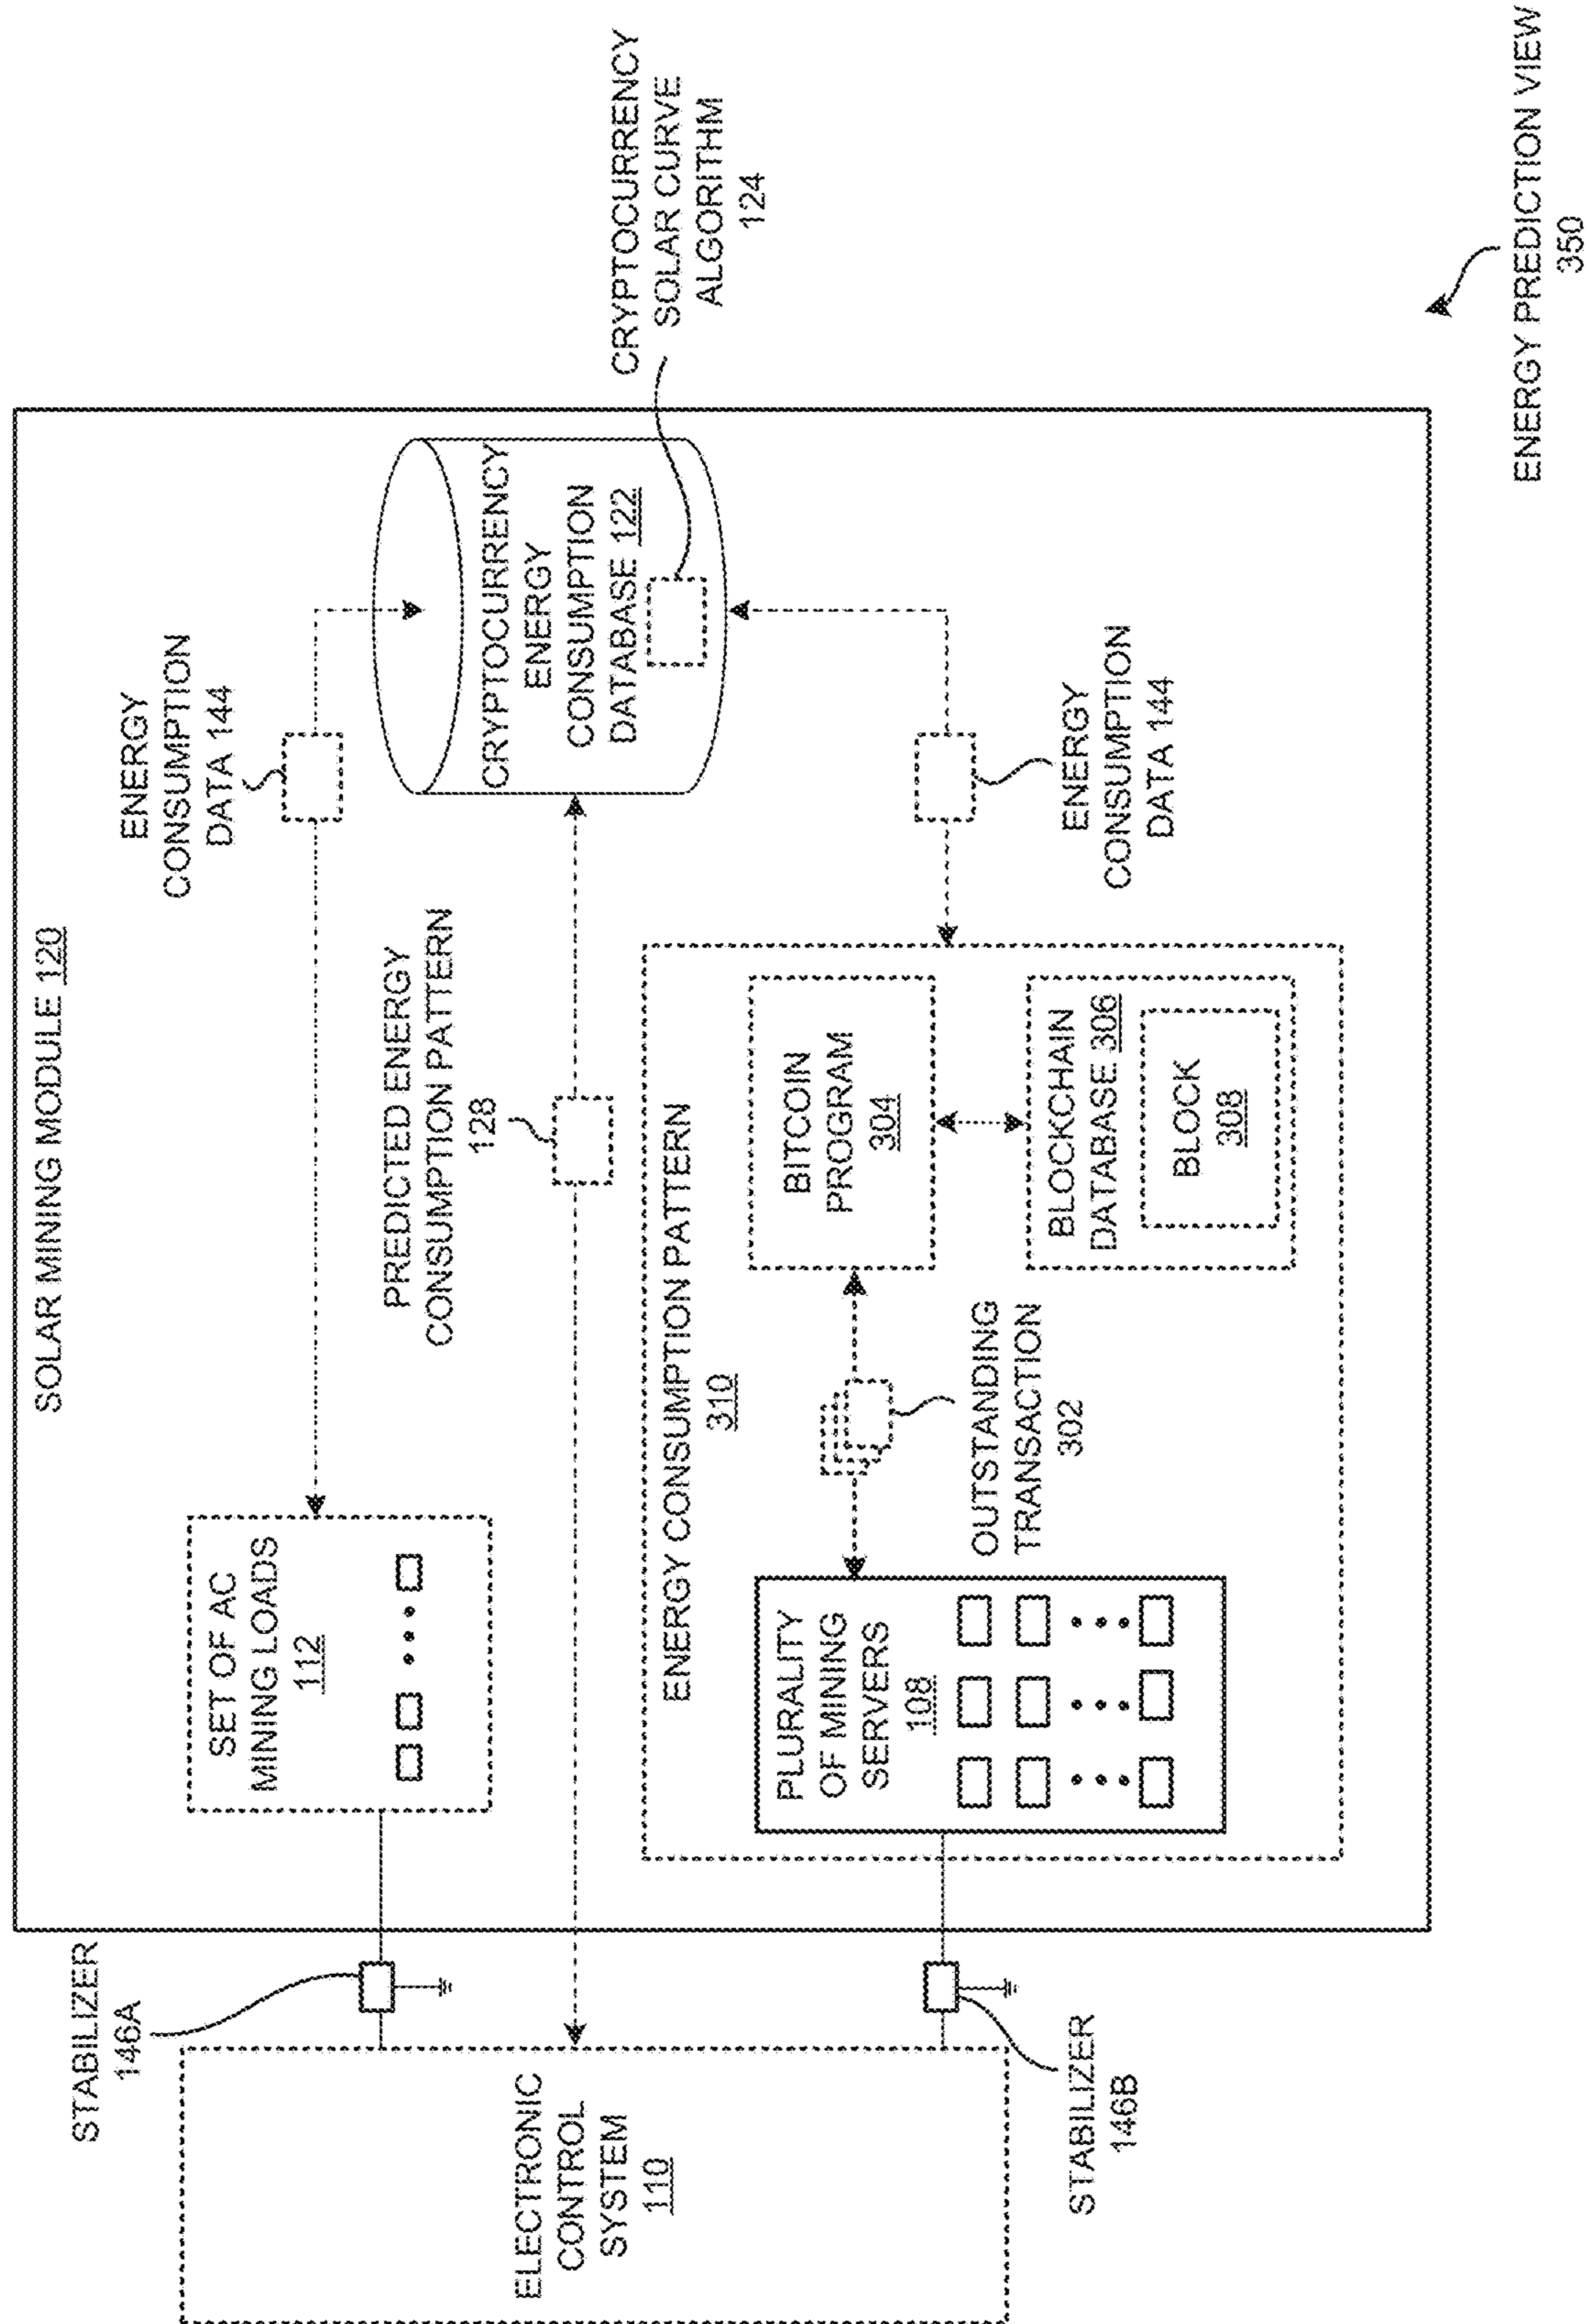 SOLAR MINING MODULE 120
STABILIZER
146A
ENERGY
CONSUMPTION
DATA 144
SET OF AC
MINING LOADS
112
PREDICTED ENERGY
CONSUMPTION PATTERN
128
CRYPTOCURRENCY
ENERGY
CONSUMPTION
DATABASE 122
CRYPTOCURRENCY
SOLAR CURVE
ALGORITHM
124
ELECTRONIC
CONTROL
SYSTEM
110
ENERGY CONSUMPTION PATTERN
310
PLURALITY
OF MINING
SERVERS
108
BITCOIN
PROGRAM
304
OUTSTANDING
TRANSACTION
302
BLOCKCHAIN
DATABASE 306
BLOCK
308
ENERGY
CONSUMPTION
DATA 144
STABILIZER
146B
ENERGY PREDICTION VIEW
350